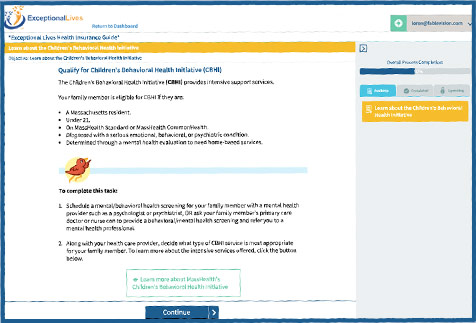 ExceptionalLives
Return to Dashboard
"Exceptional Lives Health Insurance Guide"
Learn about the Children's Behavioral Health Initiative
Objective: Learn about the Children's Behavioral Health Initiative
Overall Process Completion
Qualify for Children's Behavioral Health Initiative (CBHI)
The Children's Behavioral Health Initiative (CBHI) provides intensive support services.
Your family member is eligible for CBHI if they are:
• A Massachusetts resident.
• Under 21.
• On MassHealth Standard or MassHealth CommonHealth.
• Diagnosed with a serious emotional, behavioral, or psychiatric condition.
• Determined through a mental health evaluation to need home-based services.
Completed
Upcoming
Learn about the Children's Behavioral
Health Initiative
To complete this task:
1. Schedule a mental/behavioral health screening for your family member with a mental health
provider such as a psychologist or psychiatrist, OR ask your family member's primary care
doctor or nurse can to provide a behavioral/mental health screening and refer you to a
mental health professional.
2. Along with your health care provider, decide what type of CBHI service is most appropriate
for your family member. To learn more about the intensive services offered, click the button
below.
Learn more about MassHealth's
Children's Behavioral Health Initiative
Continue